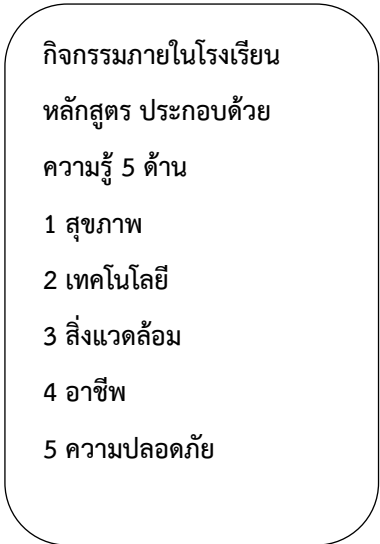 กิจกรรมภายในโรงเรียน
หลักสูตร ประกอบด้วย
ความรู้ 5 ด้าน
1 สุขภาพ
2 เทคโนโลยี
3 สิ่งแวดล้อม
4 อาชีพ
5 ความปลอดภัย